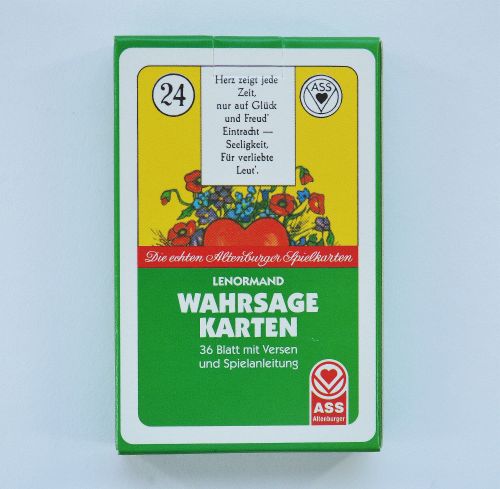 24
Herz zeigt jede
Zeit,
nur auf Glück
und Freud'
Eintracht —
Seeligkeit,
Für verliebte
Leut'.
ASS
Die echten Altenburger Spielkarten
LENORMAND
WAHRSAGE
KARTEN
36 Blatt mit Versen
und Spielanleitung
ASS
Altenburger